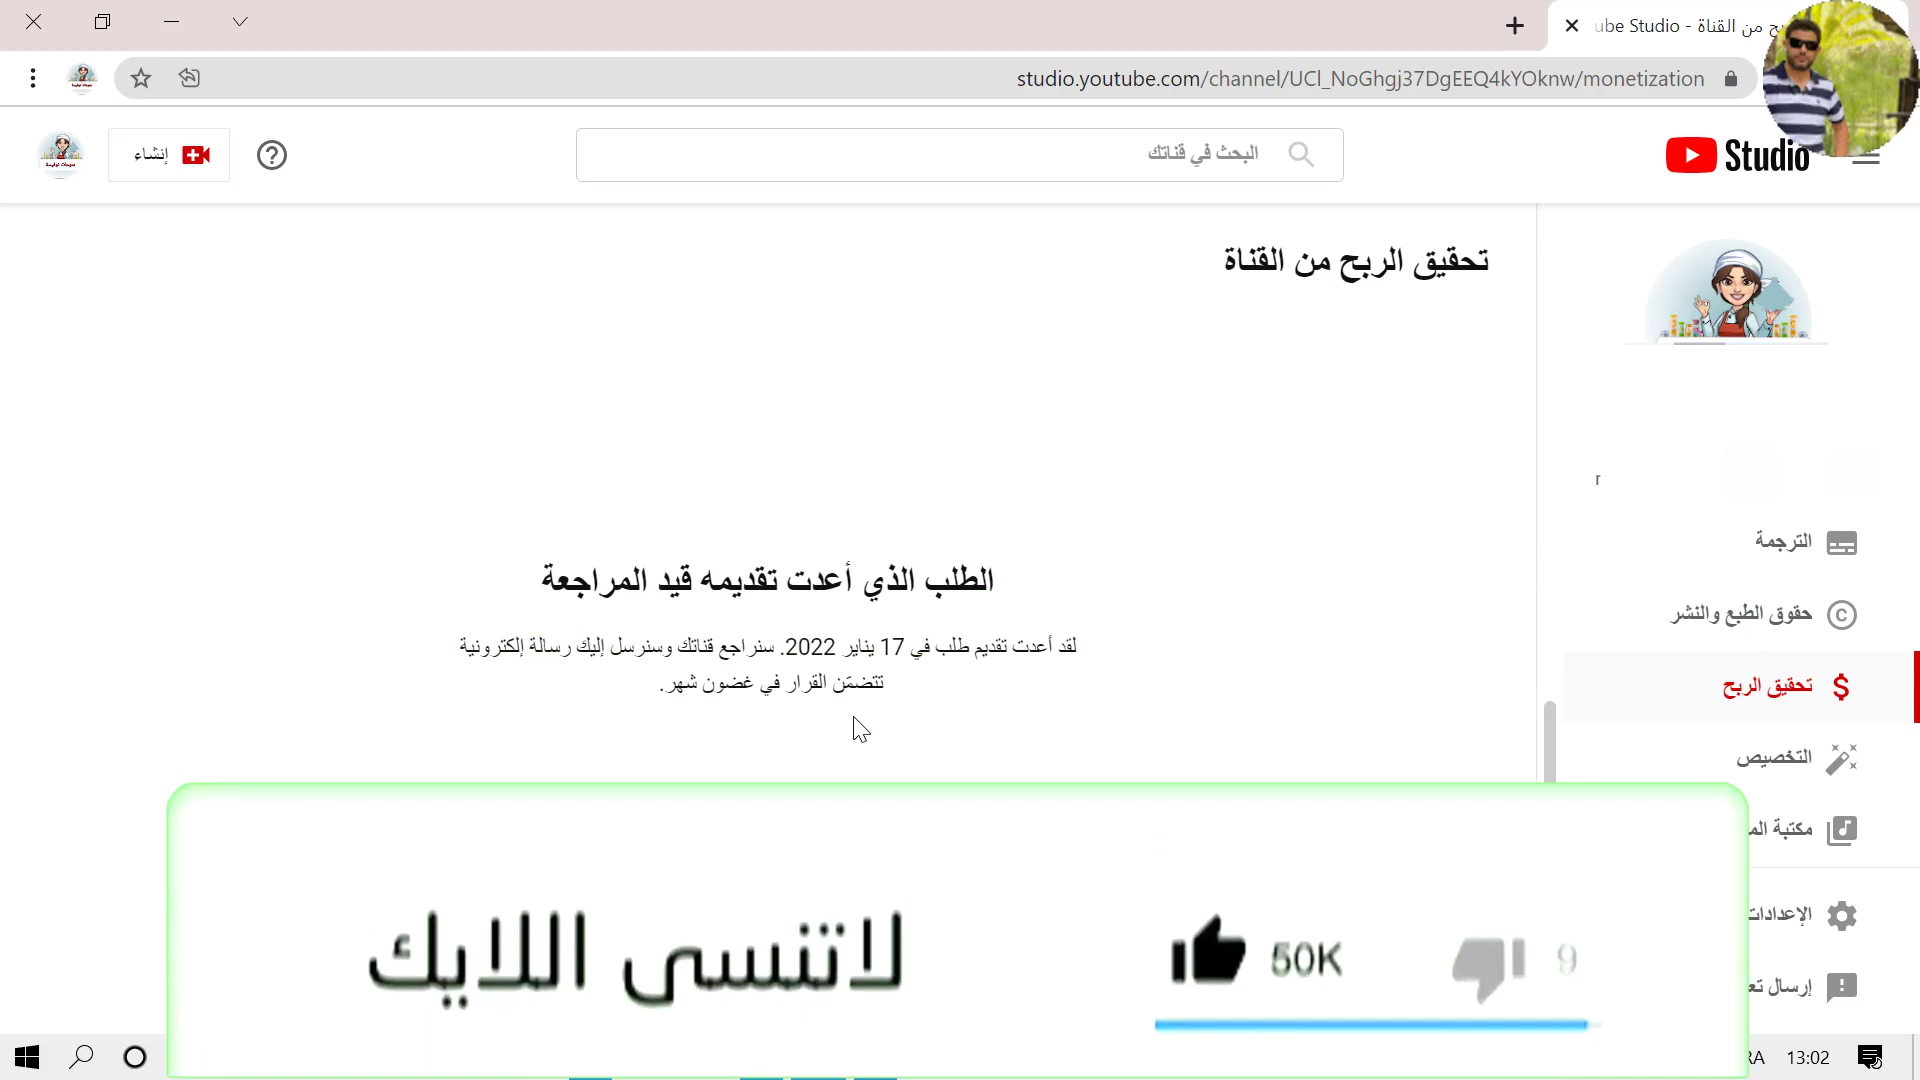 ube Studio - بح من القناة
studio.youtube.com/channel/UCl_NoGhgj37DgEEQ4kYOknw/monetization
Studio
البحث في قناتك
إنشاء
تحقيق الربح من القناة
الطلب الذي أعدت تقديمه قيد المراجعة
لقد أعدت تقديم طلب في 17 يناير 2022. سنراجع قناتك وسنرسل إليك رسالة إلكترونية
تتضمّن القرار في غضون شهر.
r
الترجمة
حقوق الطبع والنشر
تحقيق الربح
التخصيص
مكتبة الم
الإعدادات
إرسال تع
لاتنسى اللايك
50K
9
RA
13:02